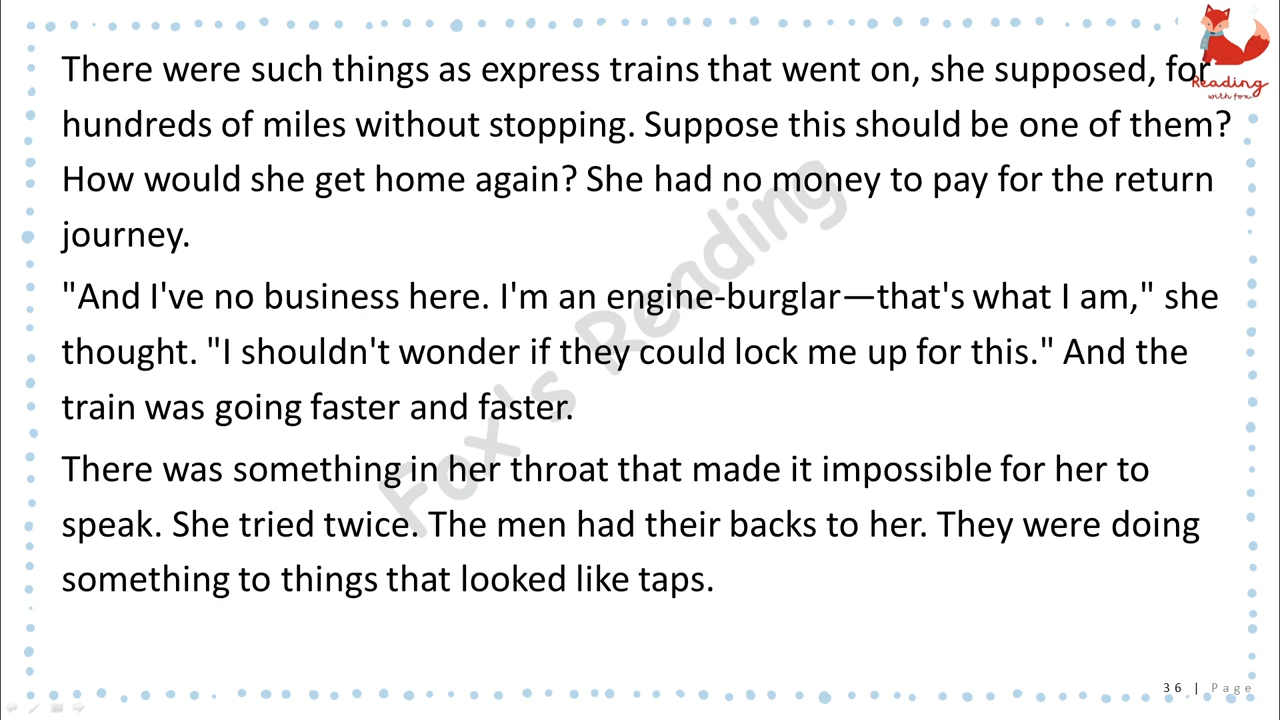 There were such things as express trains that went on, she supposed, for
hundreds of miles without stopping. Suppose this should be one of them?
How would she get home again? She had no money to pay for the return
journey.
"And I've no business here. I'm an engine-burglar—that's what I am," she
thought. "I shouldn't wonder if they could lock me up for this." And the
train was going faster and faster.
There was something in her throat that made it impossible for her to
speak. She tried twice. The men had their backs to her. They were doing
something to things that looked like taps.
Reading
with fox
Fox's Reading
36 | Page